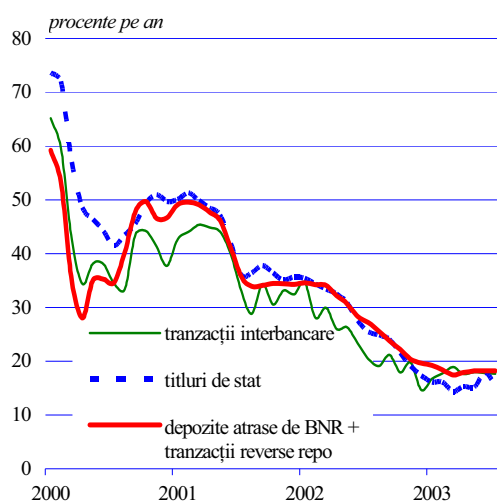 procente pe an
80
70
60
50
40
30
20
10
0
tranzacții interbancare
titluri de stat
depozite atrase de BNR +
tranzacții reverse repo
2000 2001 2002 2003